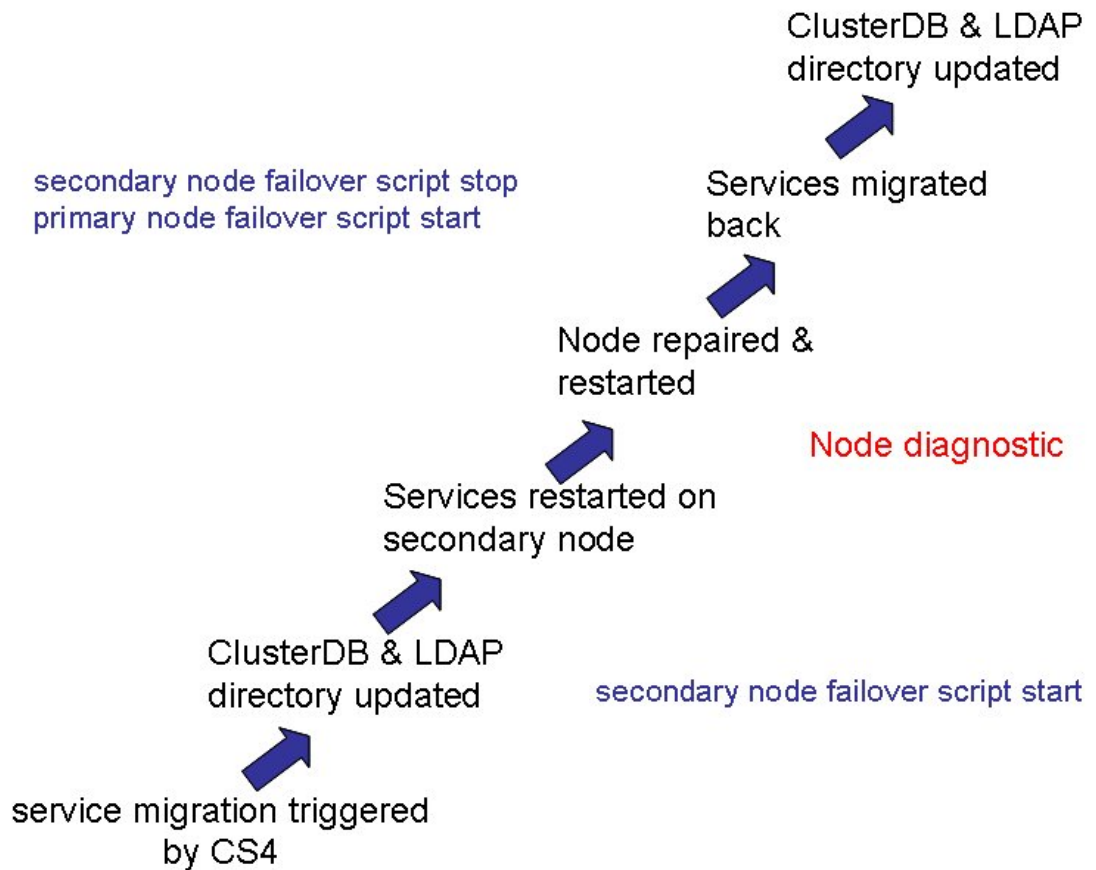 ClusterDB & LDAP
directory updated
secondary node failover script stop
primary node failover script start
Services migrated
back
Node repaired &
restarted
Node diagnostic
Services restarted on
secondary node
ClusterDB & LDAP
directory updated
secondary node failover script start
service migration triggered
by CS4